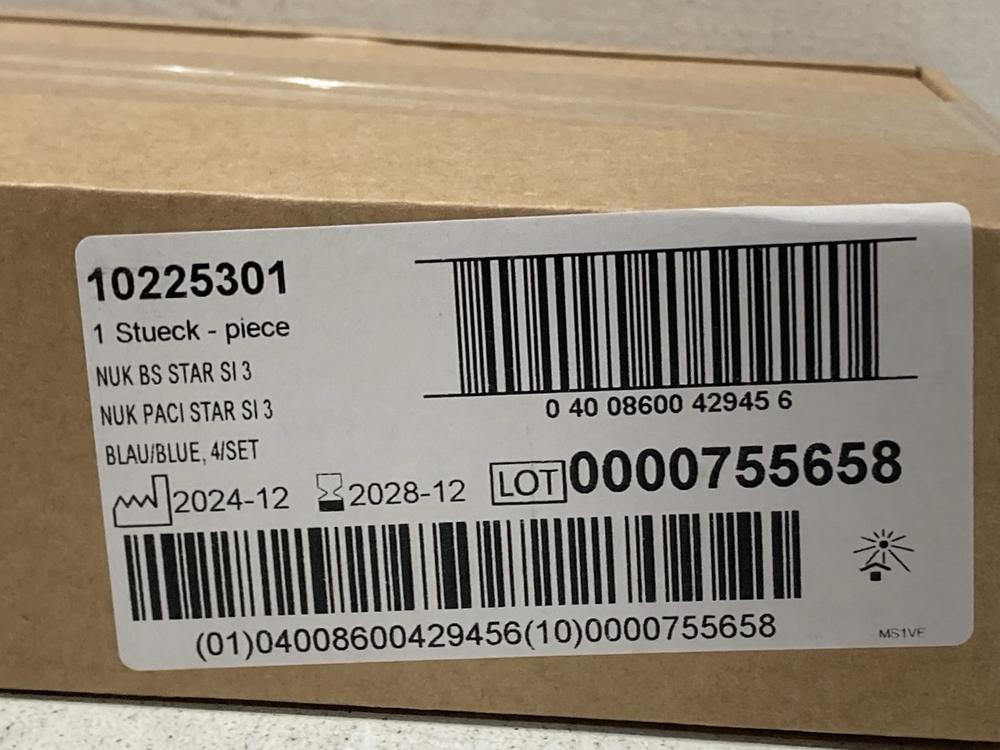 10225301
1 Stueck - piece
NUK BS STAR SI 3
NUK PACI STAR SI 3
BLAU/BLUE, 4/SET
0 40 08600 42945 6
2024-12 2028-12 LOT 0000755658
(01)04008600429456(10)0000755658
MS1VE